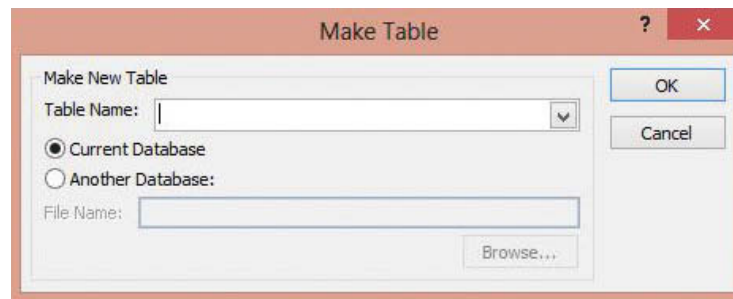 Make Table
?
Make New Table
Table Name:
OK
Cancel
Current Database
Another Database:
File Name:
Browse...